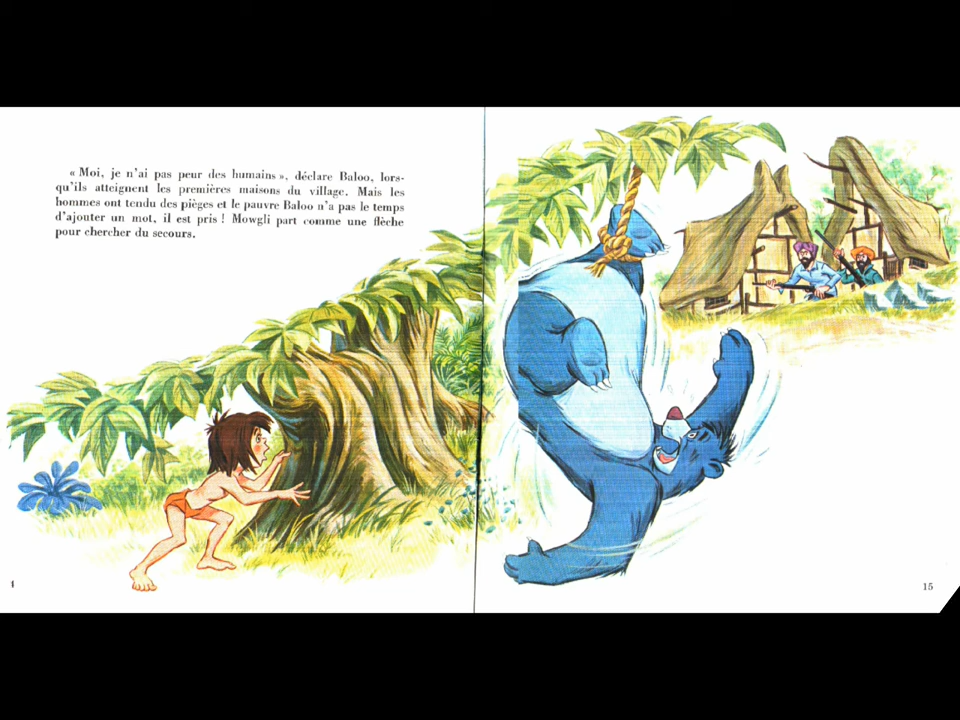 « Moi, je n'ai pas peur des humains », déclare Baloo, lors-
qu'ils atteignent les premières maisons du village. Mais les
hommes ont tendu des pièges et le pauvre Baloo n'a pas le temps
d'ajouter un mot, il est pris ! Mowgli part comme une flèche
pour chercher du secours.
15